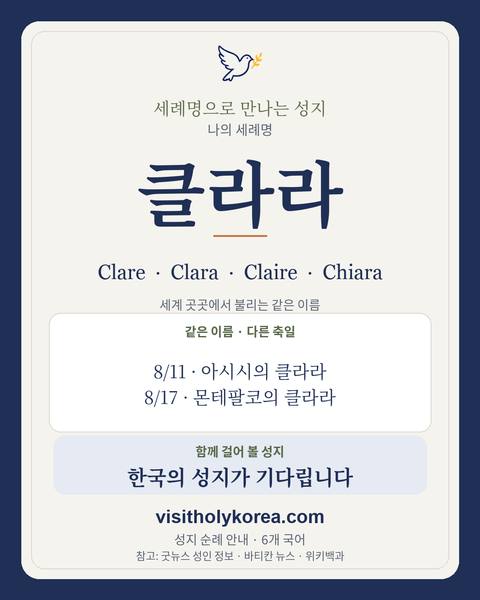 세례명으로 만나는 성지
나의 세례명
클라라
Clare · Clara · Claire · Chiara
세계 곳곳에서 불리는 같은 이름
같은 이름 · 다른 축일
8/11 · 아시시의 클라라
8/17 · 몬테팔코의 클라라
함께 걸어 볼 성지
한국의 성지가 기다립니다
visitholykorea.com
성지 순례 안내 · 6개 국어
참고: 굿뉴스 성인 정보 · 바티칸 뉴스 · 위키백과